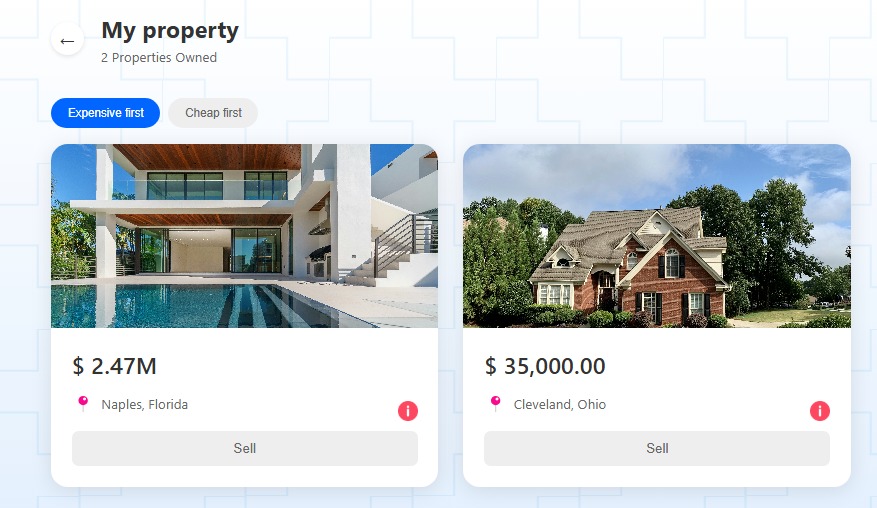 My property
2 Properties Owned
Expensive first
Cheap first
$ 2.47M
Naples, Florida
Sell
$ 35,000.00
Cleveland, Ohio
Sell